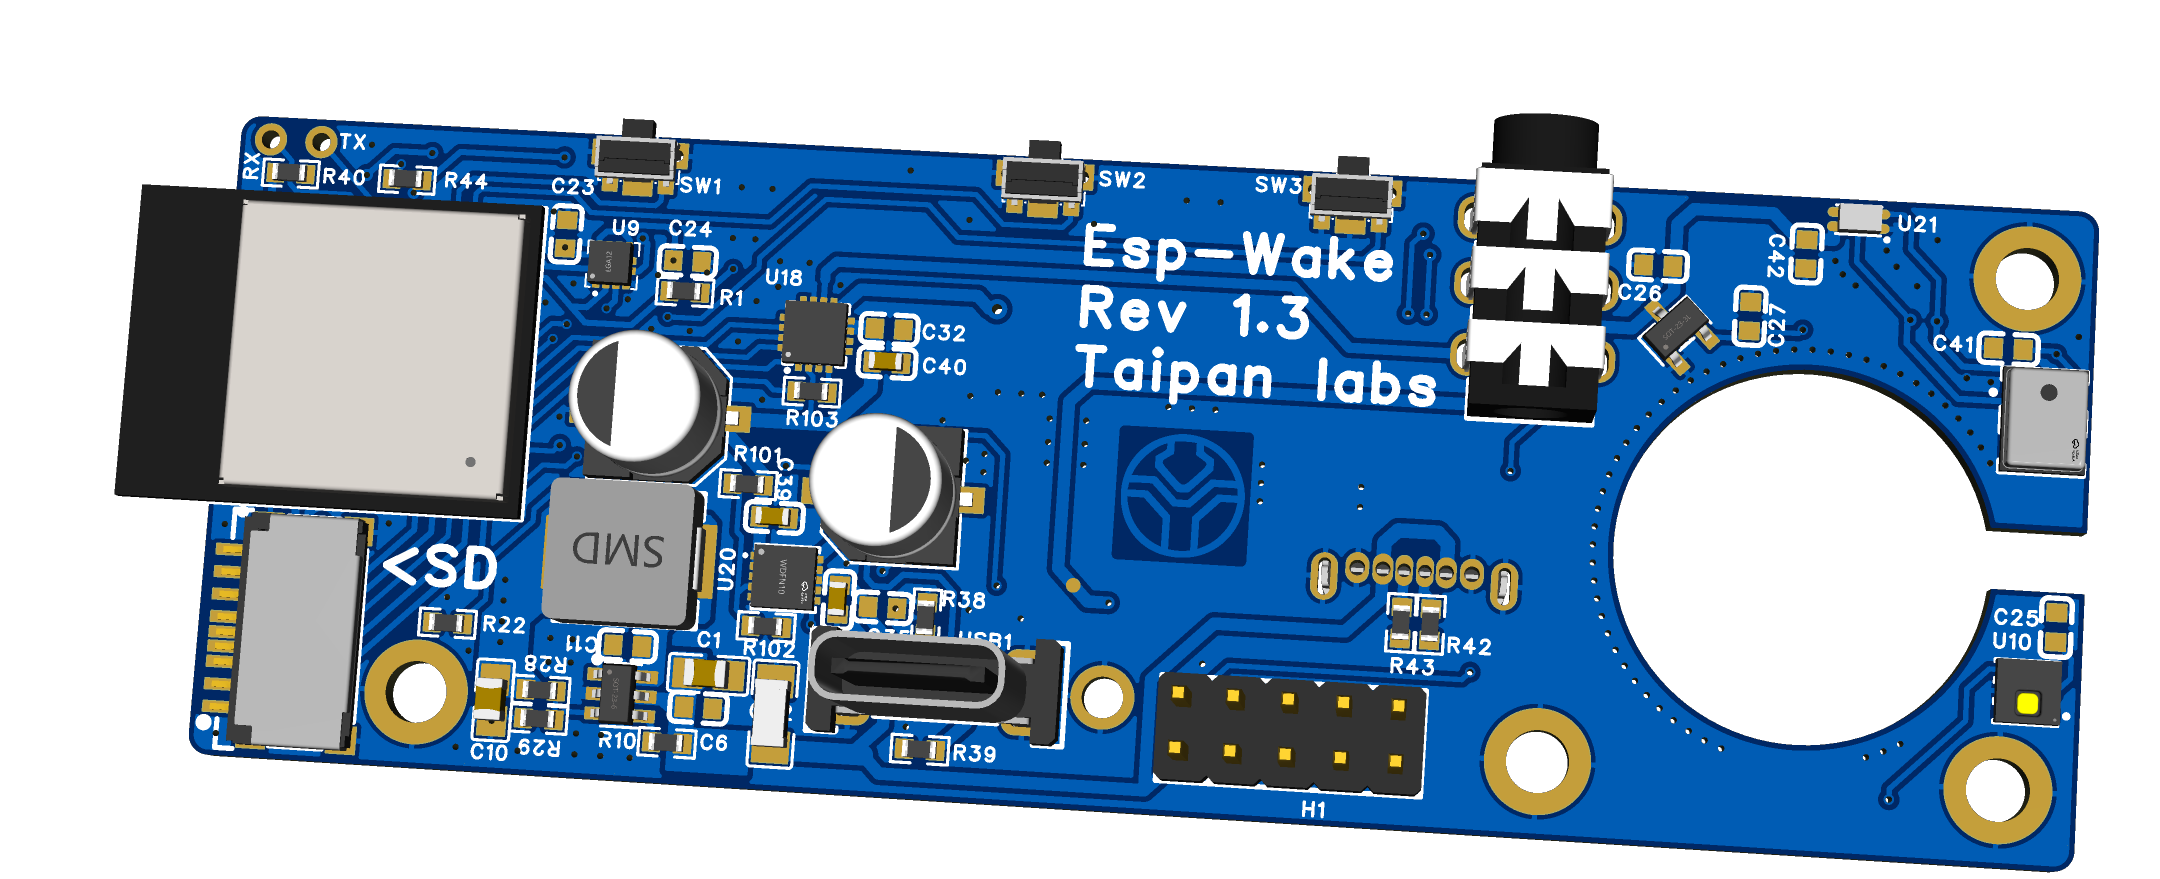 RX
TX
R40
R44
C23
SW1
SW2
SW3
U21
U9
C24
R1
U18
Esp-Wake
Rev 1.3
Taipan labs
C42
C26
C27
C41
C32
C40
R103
R101
C39
SMD
<SD
U20
WDFN10
R38
USB1
R22
R28
R29
C11
C1
R102
C10
R10
C6
R39
R43
R42
H1
C25
U10